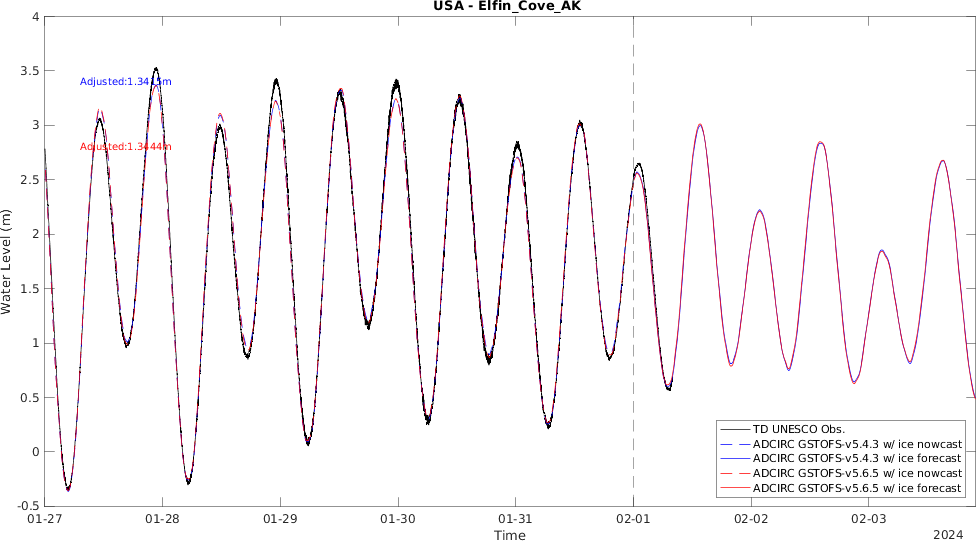 USA - Elfin_Cove_AK
4
3.5
3
2.5
2
1.5
1
0.5
0
-0.5
Water Level (m)
Adjusted:1.3415m
Adjusted:1.3444m
TD UNESCO Obs.
ADCIRC GSTOFS-v5.4.3 w/ ice nowcast
ADCIRC GSTOFS-v5.4.3 w/ ice forecast
ADCIRC GSTOFS-v5.6.5 w/ ice nowcast
ADCIRC GSTOFS-v5.6.5 w/ ice forecast
01-27 01-28 01-29 01-30 01-31 02-01 02-02 02-03
Time
2024